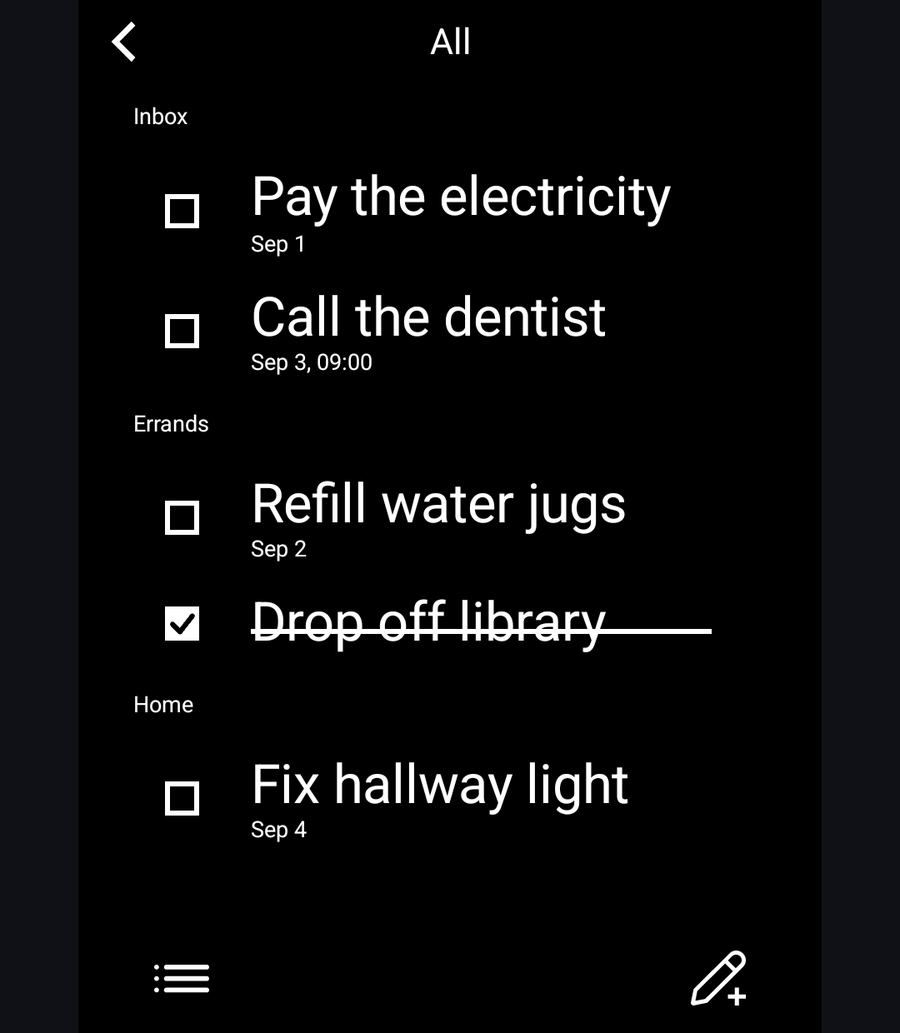 All
Inbox
Pay the electricity
Sep 1
Call the dentist
Sep 3, 09:00
Errands
Refill water jugs
Sep 2
Drop off library
Home
Fix hallway light
Sep 4